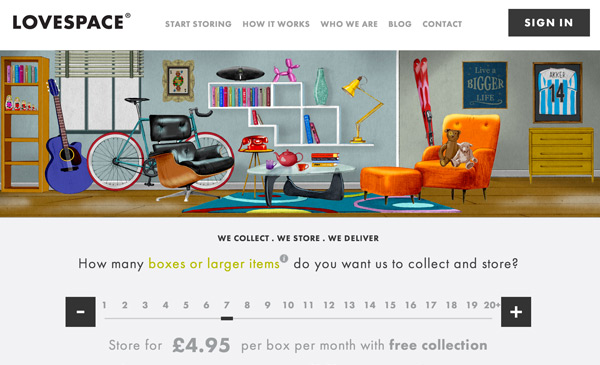 LOVESPACE®
START STORING HOW IT WORKS WHO WE ARE BLOG CONTACT
SIGN IN
Live a
BIGGER
LIFE
AKKER
14
WE COLLECT . WE STORE . WE DELIVER
How many boxes or larger items i do you want us to collect and store?
- 1 2 3 4 5 6 7 8 9 10 11 12 13 14 15 16 17 18 19 20+ +
Store for £4.95 per box per month with free collection